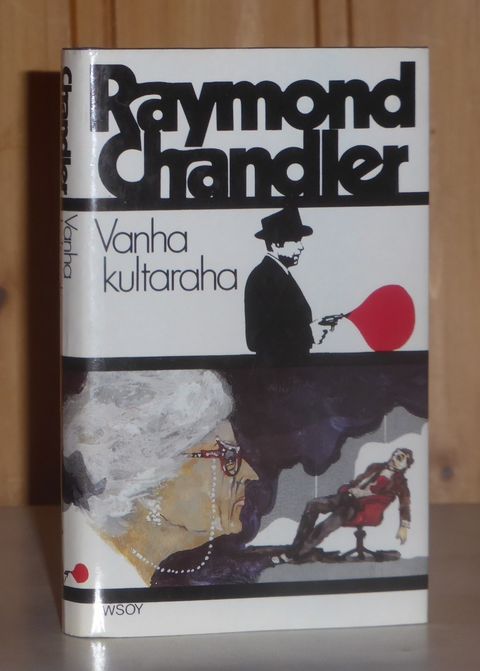 Raymond
Chandler
Vanha
kultaraha
WSOY
Chandler
Vanha